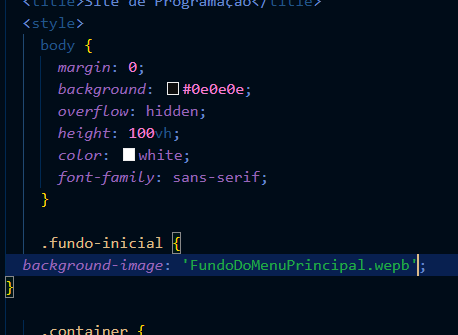 <title>Site de Programação</title>
<style>
body {
margin: 0;
background: #0e0e0e;
overflow: hidden;
height: 100vh;
color: white;
font-family: sans-serif;
}
.fundo-inicial {
background-image: 'FundoDoMenuPrincipal.wepb';
}
.container {